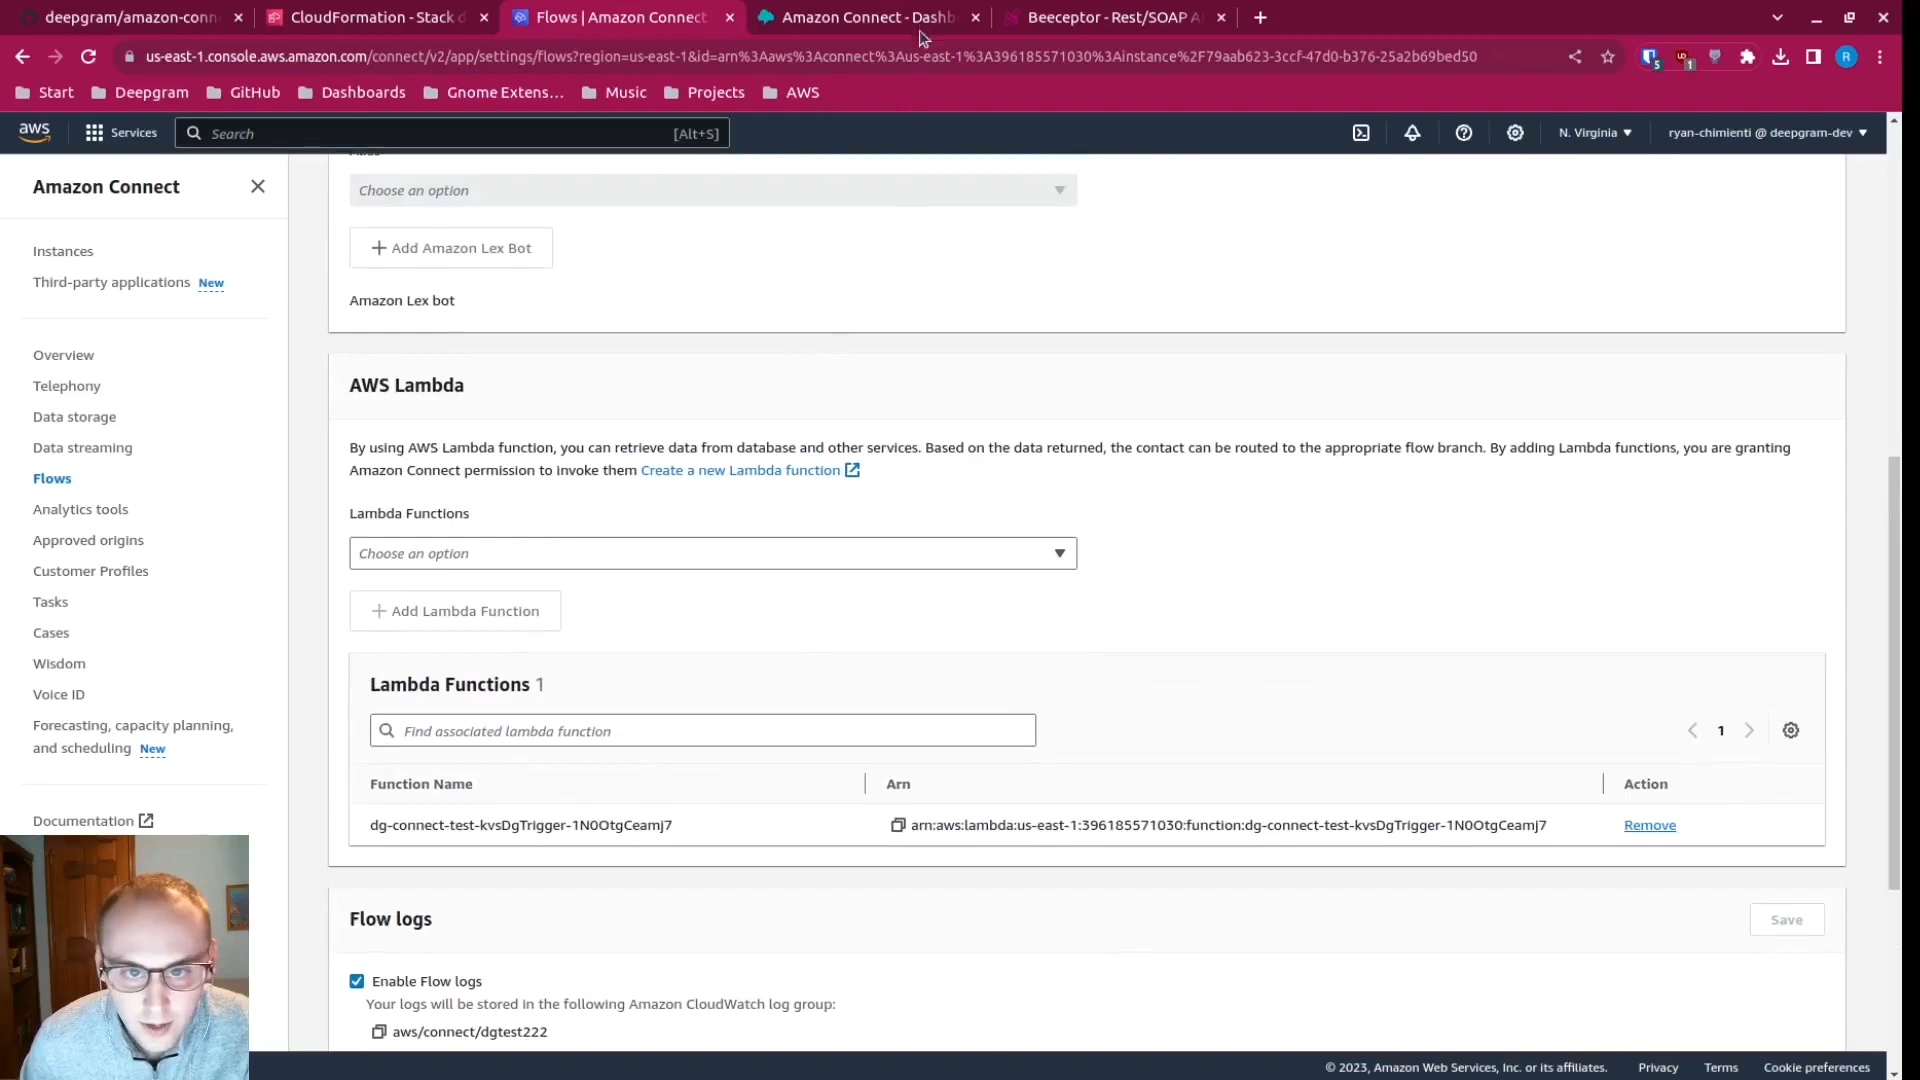 deepgram/amazon-conn
CloudFormation - Stack d
Flows | Amazon Connect
Amazon Connect - Dashb
Beeceptor - Rest/SOAP A
us-east-1.console.aws.amazon.com/connect/v2/app/settings/flows?region=us-east-1&id=arn%3Aaws%3Aconnect%3Aus-east-1%3A396185571030%3Ainstance%2F79aab623-3ccf-47d0-b376-25a2b69bed50
5
1
R
Start
Deepgram
GitHub
Dashboards
Gnome Extens…
Music
Projects
AWS
aws
Services
Search
[Alt+S]
N. Virginia
ryan-chimienti @ deepgram-dev
Amazon Connect
Instances
Third-party applications New
Overview
Telephony
Data storage
Data streaming
Flows
Analytics tools
Approved origins
Customer Profiles
Tasks
Cases
Wisdom
Voice ID
Forecasting, capacity planning,
and scheduling New
Documentation
Choose an option
Add Amazon Lex Bot
Amazon Lex bot
AWS Lambda
By using AWS Lambda function, you can retrieve data from database and other services. Based on the data returned, the contact can be routed to the appropriate flow branch. By adding Lambda functions, you are granting
Amazon Connect permission to invoke them Create a new Lambda function
Lambda Functions
Choose an option
Add Lambda Function
Lambda Functions 1
Find associated lambda function
1
Function Name
Arn
Action
dg-connect-test-kvsDgTrigger-1N0OtgCeamj7
arn:aws:lambda:us-east-1:396185571030:function:dg-connect-test-kvsDgTrigger-1N0OtgCeamj7
Remove
Flow logs
Save
Enable Flow logs
Your logs will be stored in the following Amazon CloudWatch log group:
aws/connect/dgtest222
© 2023, Amazon Web Services, Inc. or its affiliates.
Privacy
Terms
Cookie preferences